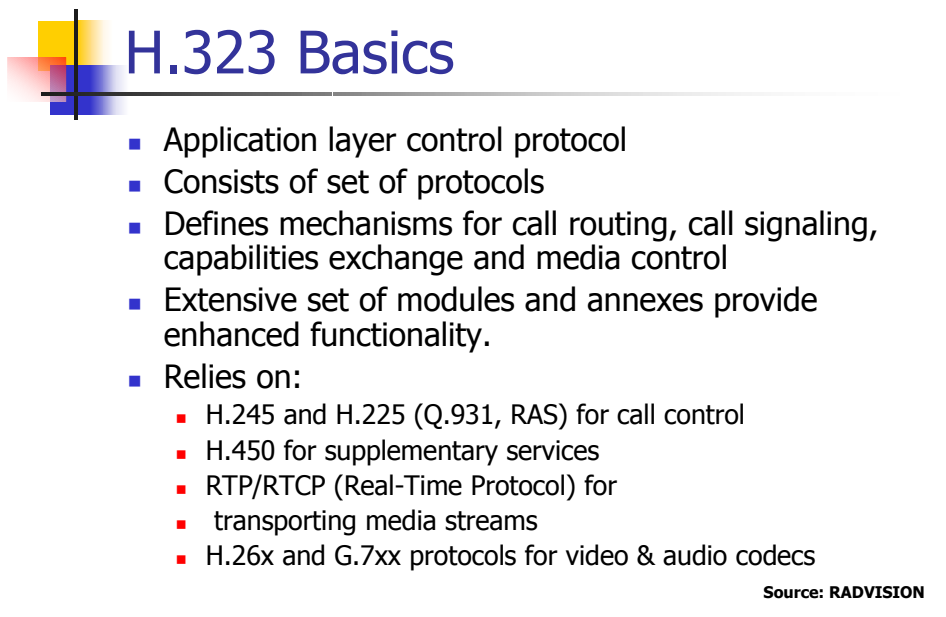 H.323 Basics
Application layer control protocol
Consists of set of protocols
Defines mechanisms for call routing, call signaling,
capabilities exchange and media control
Extensive set of modules and annexes provide
enhanced functionality.
Relies on:
H.245 and H.225 (Q.931, RAS) for call control
H.450 for supplementary services
RTP/RTCP (Real-Time Protocol) for
transporting media streams
H.26x and G.7xx protocols for video & audio codecs
Source: RADVISION